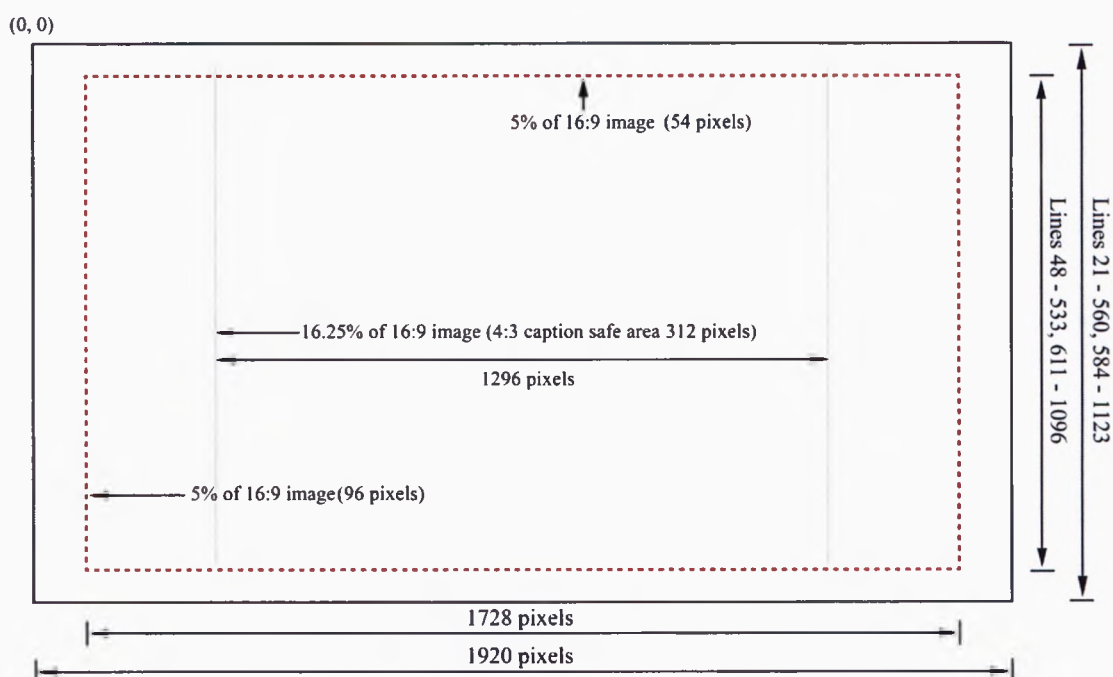 (0, 0)
5% of 16:9 image (54 pixels)
16.25% of 16:9 image (4:3 caption safe area 312 pixels)
1296 pixels
5% of 16:9 image(96 pixels)
1728 pixels
1920 pixels
Lines 48 - 533, 611 - 1096
Lines 21 - 560, 584 - 1123